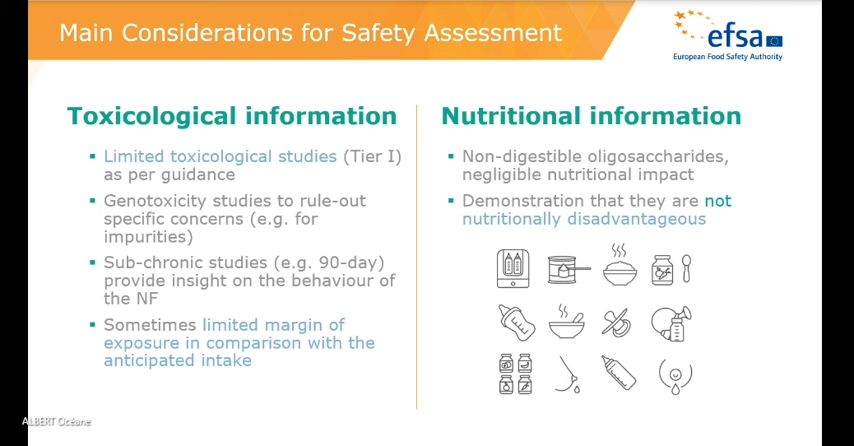 Main Considerations for Safety Assessment
efsa
European Food Safety Authority
Toxicological information
Limited toxicological studies (Tier I)
as per guidance
Genotoxicity studies to rule-out
specific concerns (e.g. for
impurities)
Sub-chronic studies (e.g. 90-day)
provide insight on the behaviour of
the NF
Sometimes limited margin of
exposure in comparison with the
anticipated intake
Nutritional information
Non-digestible oligosaccharides,
negligible nutritional impact
Demonstration that they are not
nutritionally disadvantageous
ALBERT Océane